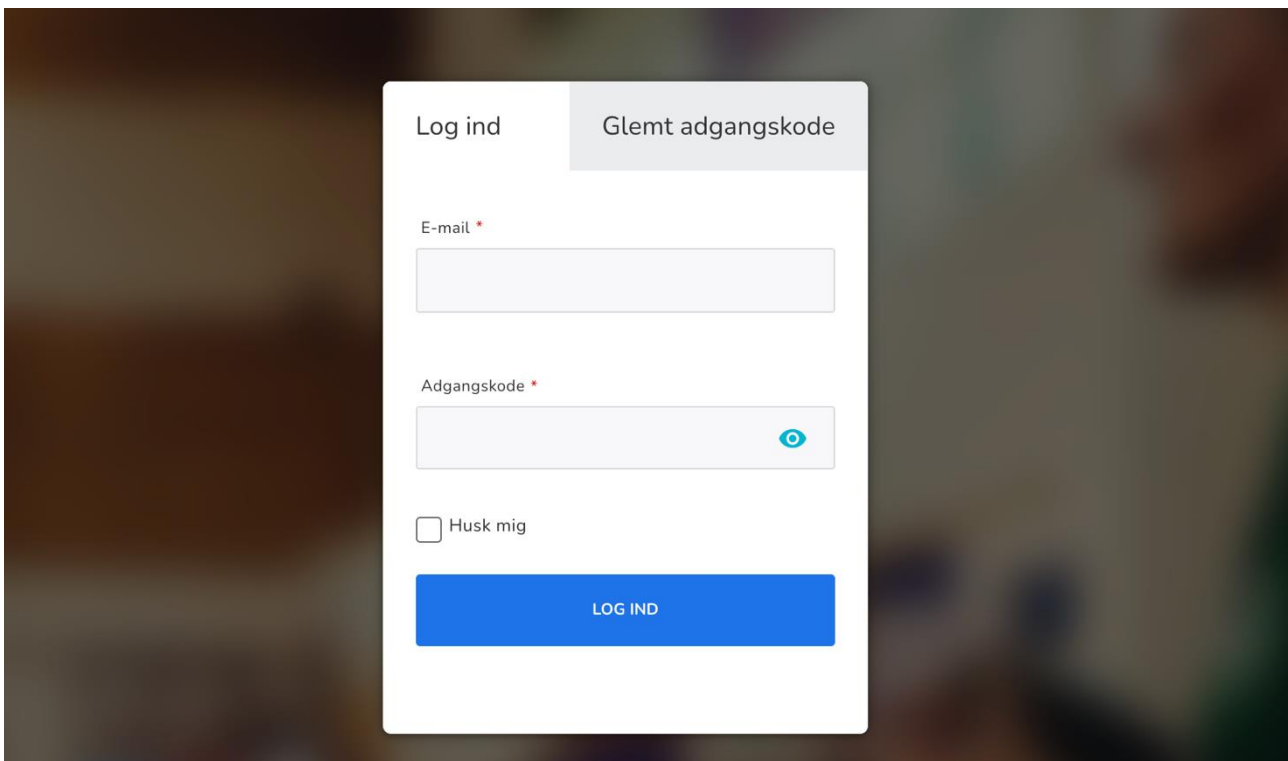 Log ind
Glemt adgangskode
E-mail *
Adgangskode *
Husk mig
LOG IND